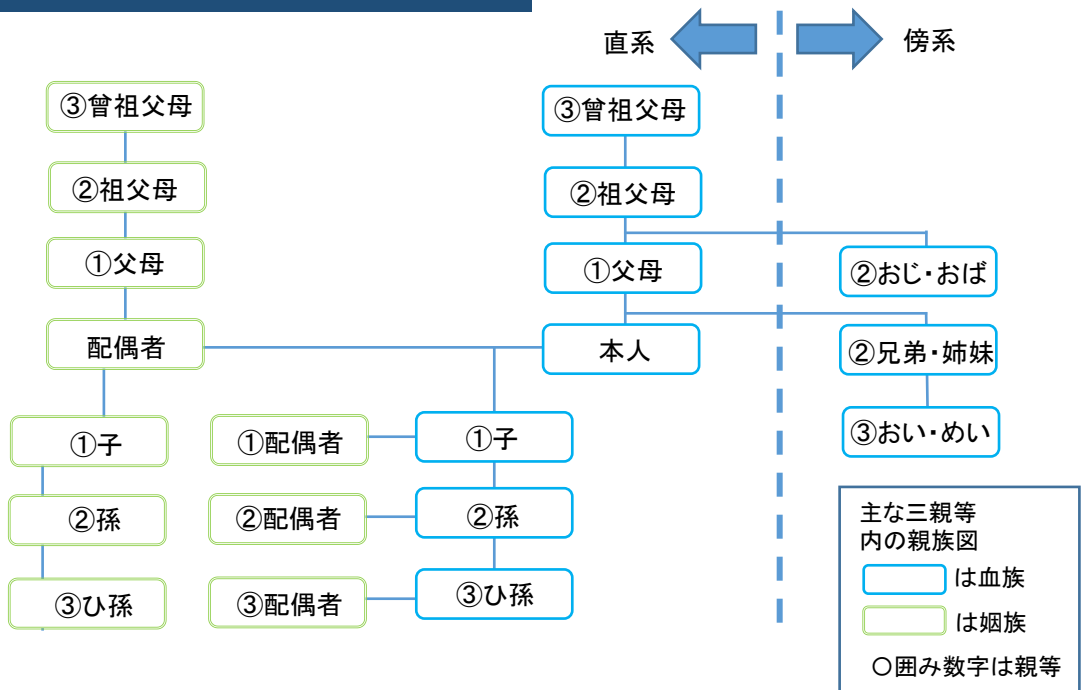 直系
傍系
③曾祖父母
③曾祖父母
②祖父母
②祖父母
①父母
①父母
②おじ・おば
配偶者
本人
②兄弟・姉妹
①子
①配偶者
①子
③おい・めい
②孫
②配偶者
②孫
③ひ孫
③配偶者
③ひ孫
主な三親等
内の親族図
は血族
は姻族
〇囲み数字は親等